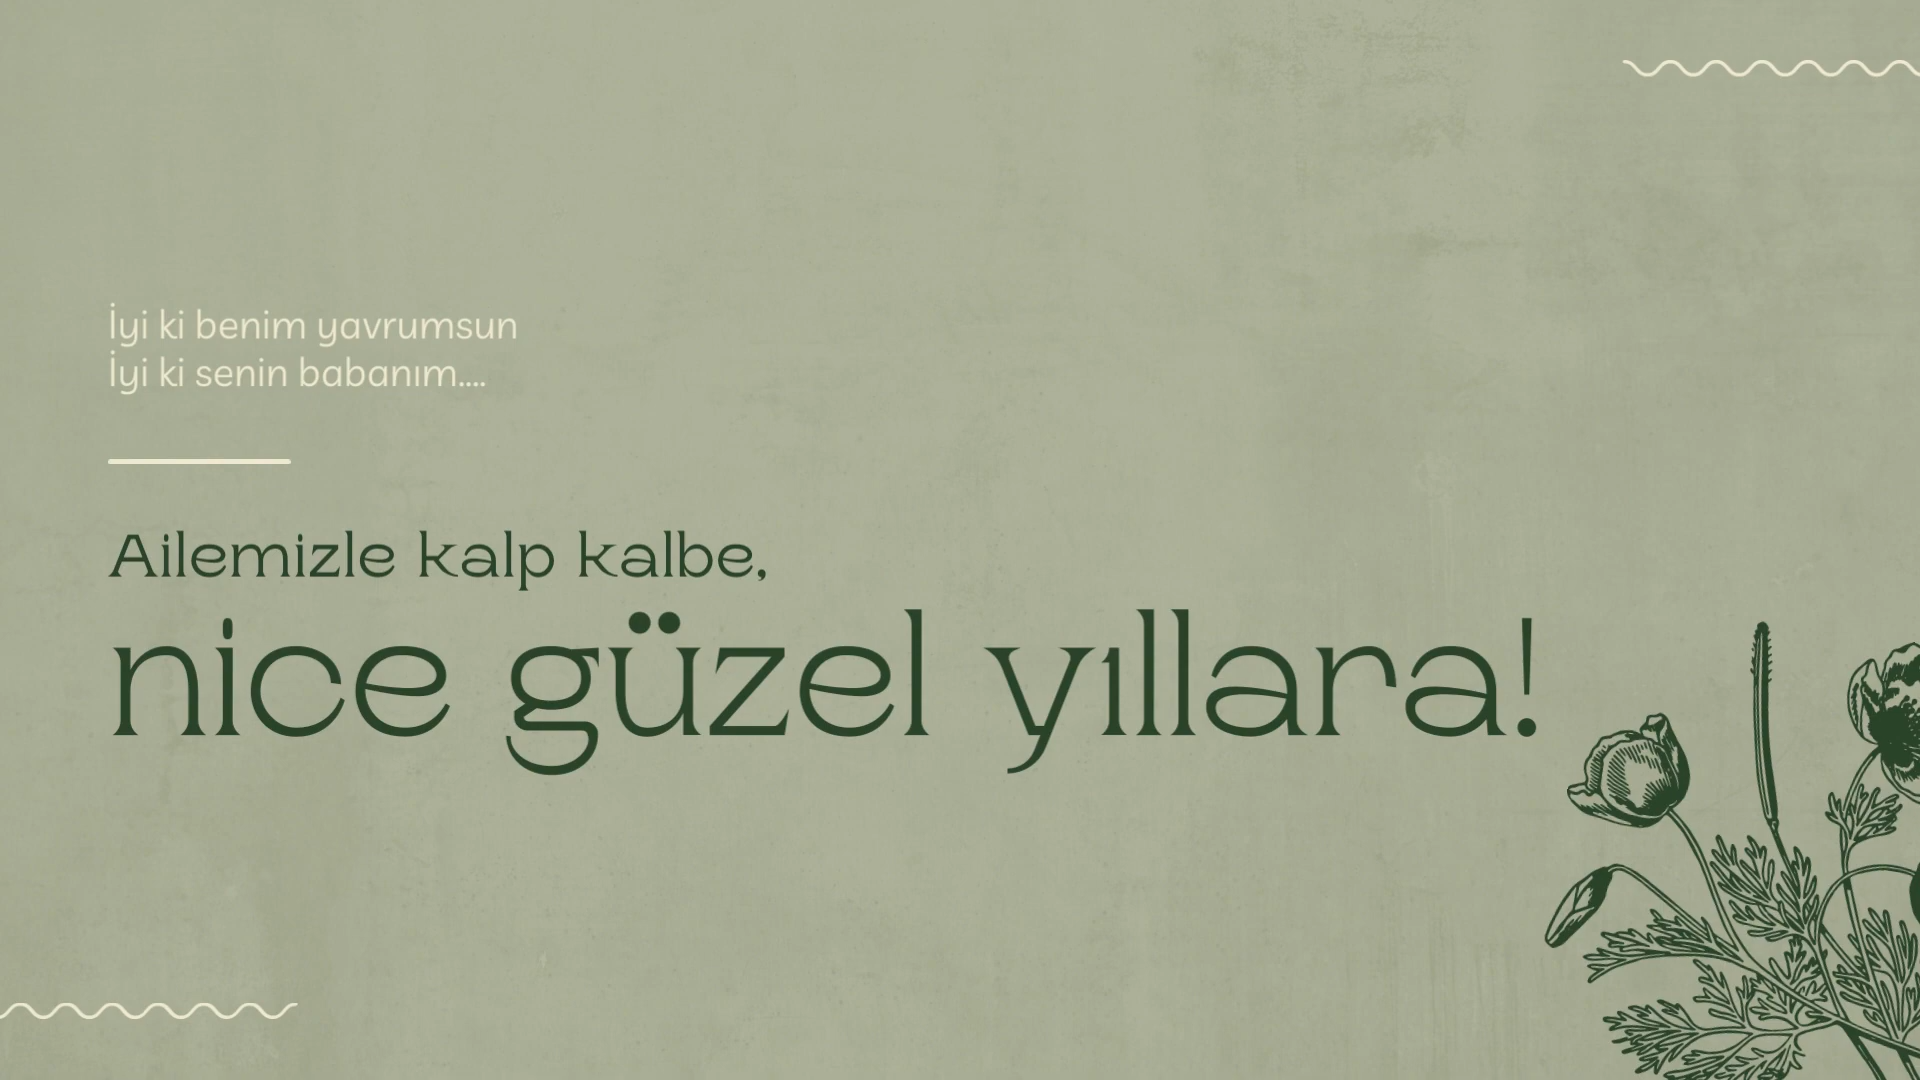 İyi ki benim yavrumsun
İyi ki senin babanım....
Ailemizle kalp kalbe,
nice güzel yıllara!